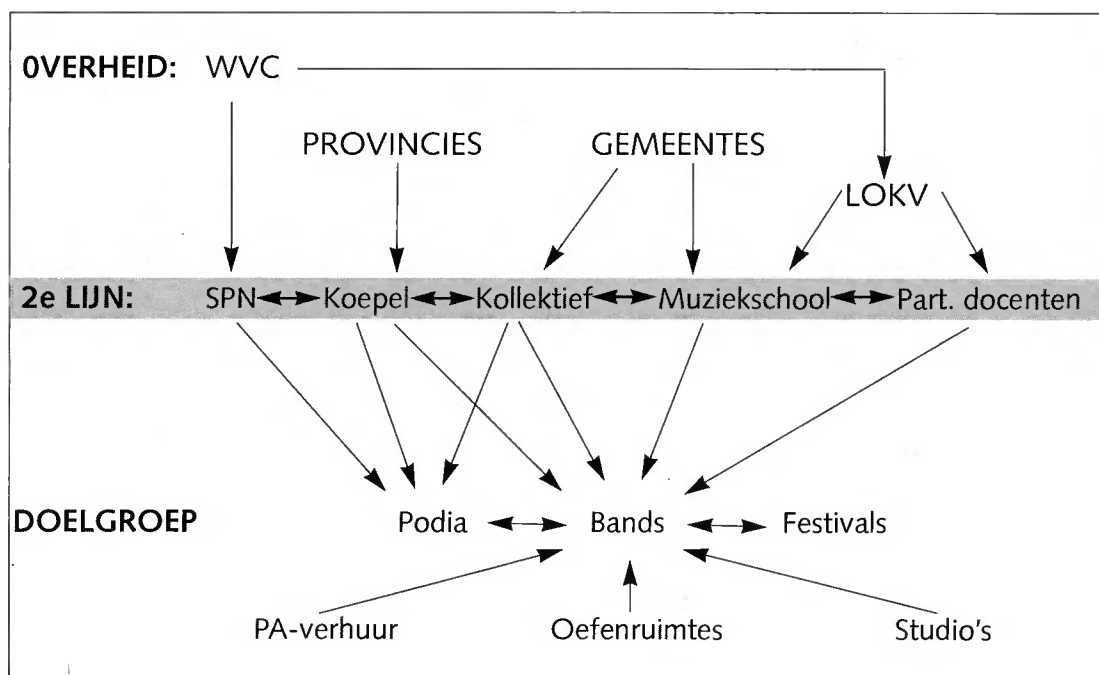 OVERHEID: WVC
PROVINCIES GEMEENTES
LOKV
2e LIJN: SPN Koepel Kollektief Muziekschool Part. docenten
DOELGROEP Podia Bands Festivals
PA-verhuur Oefenruimtes Studio's